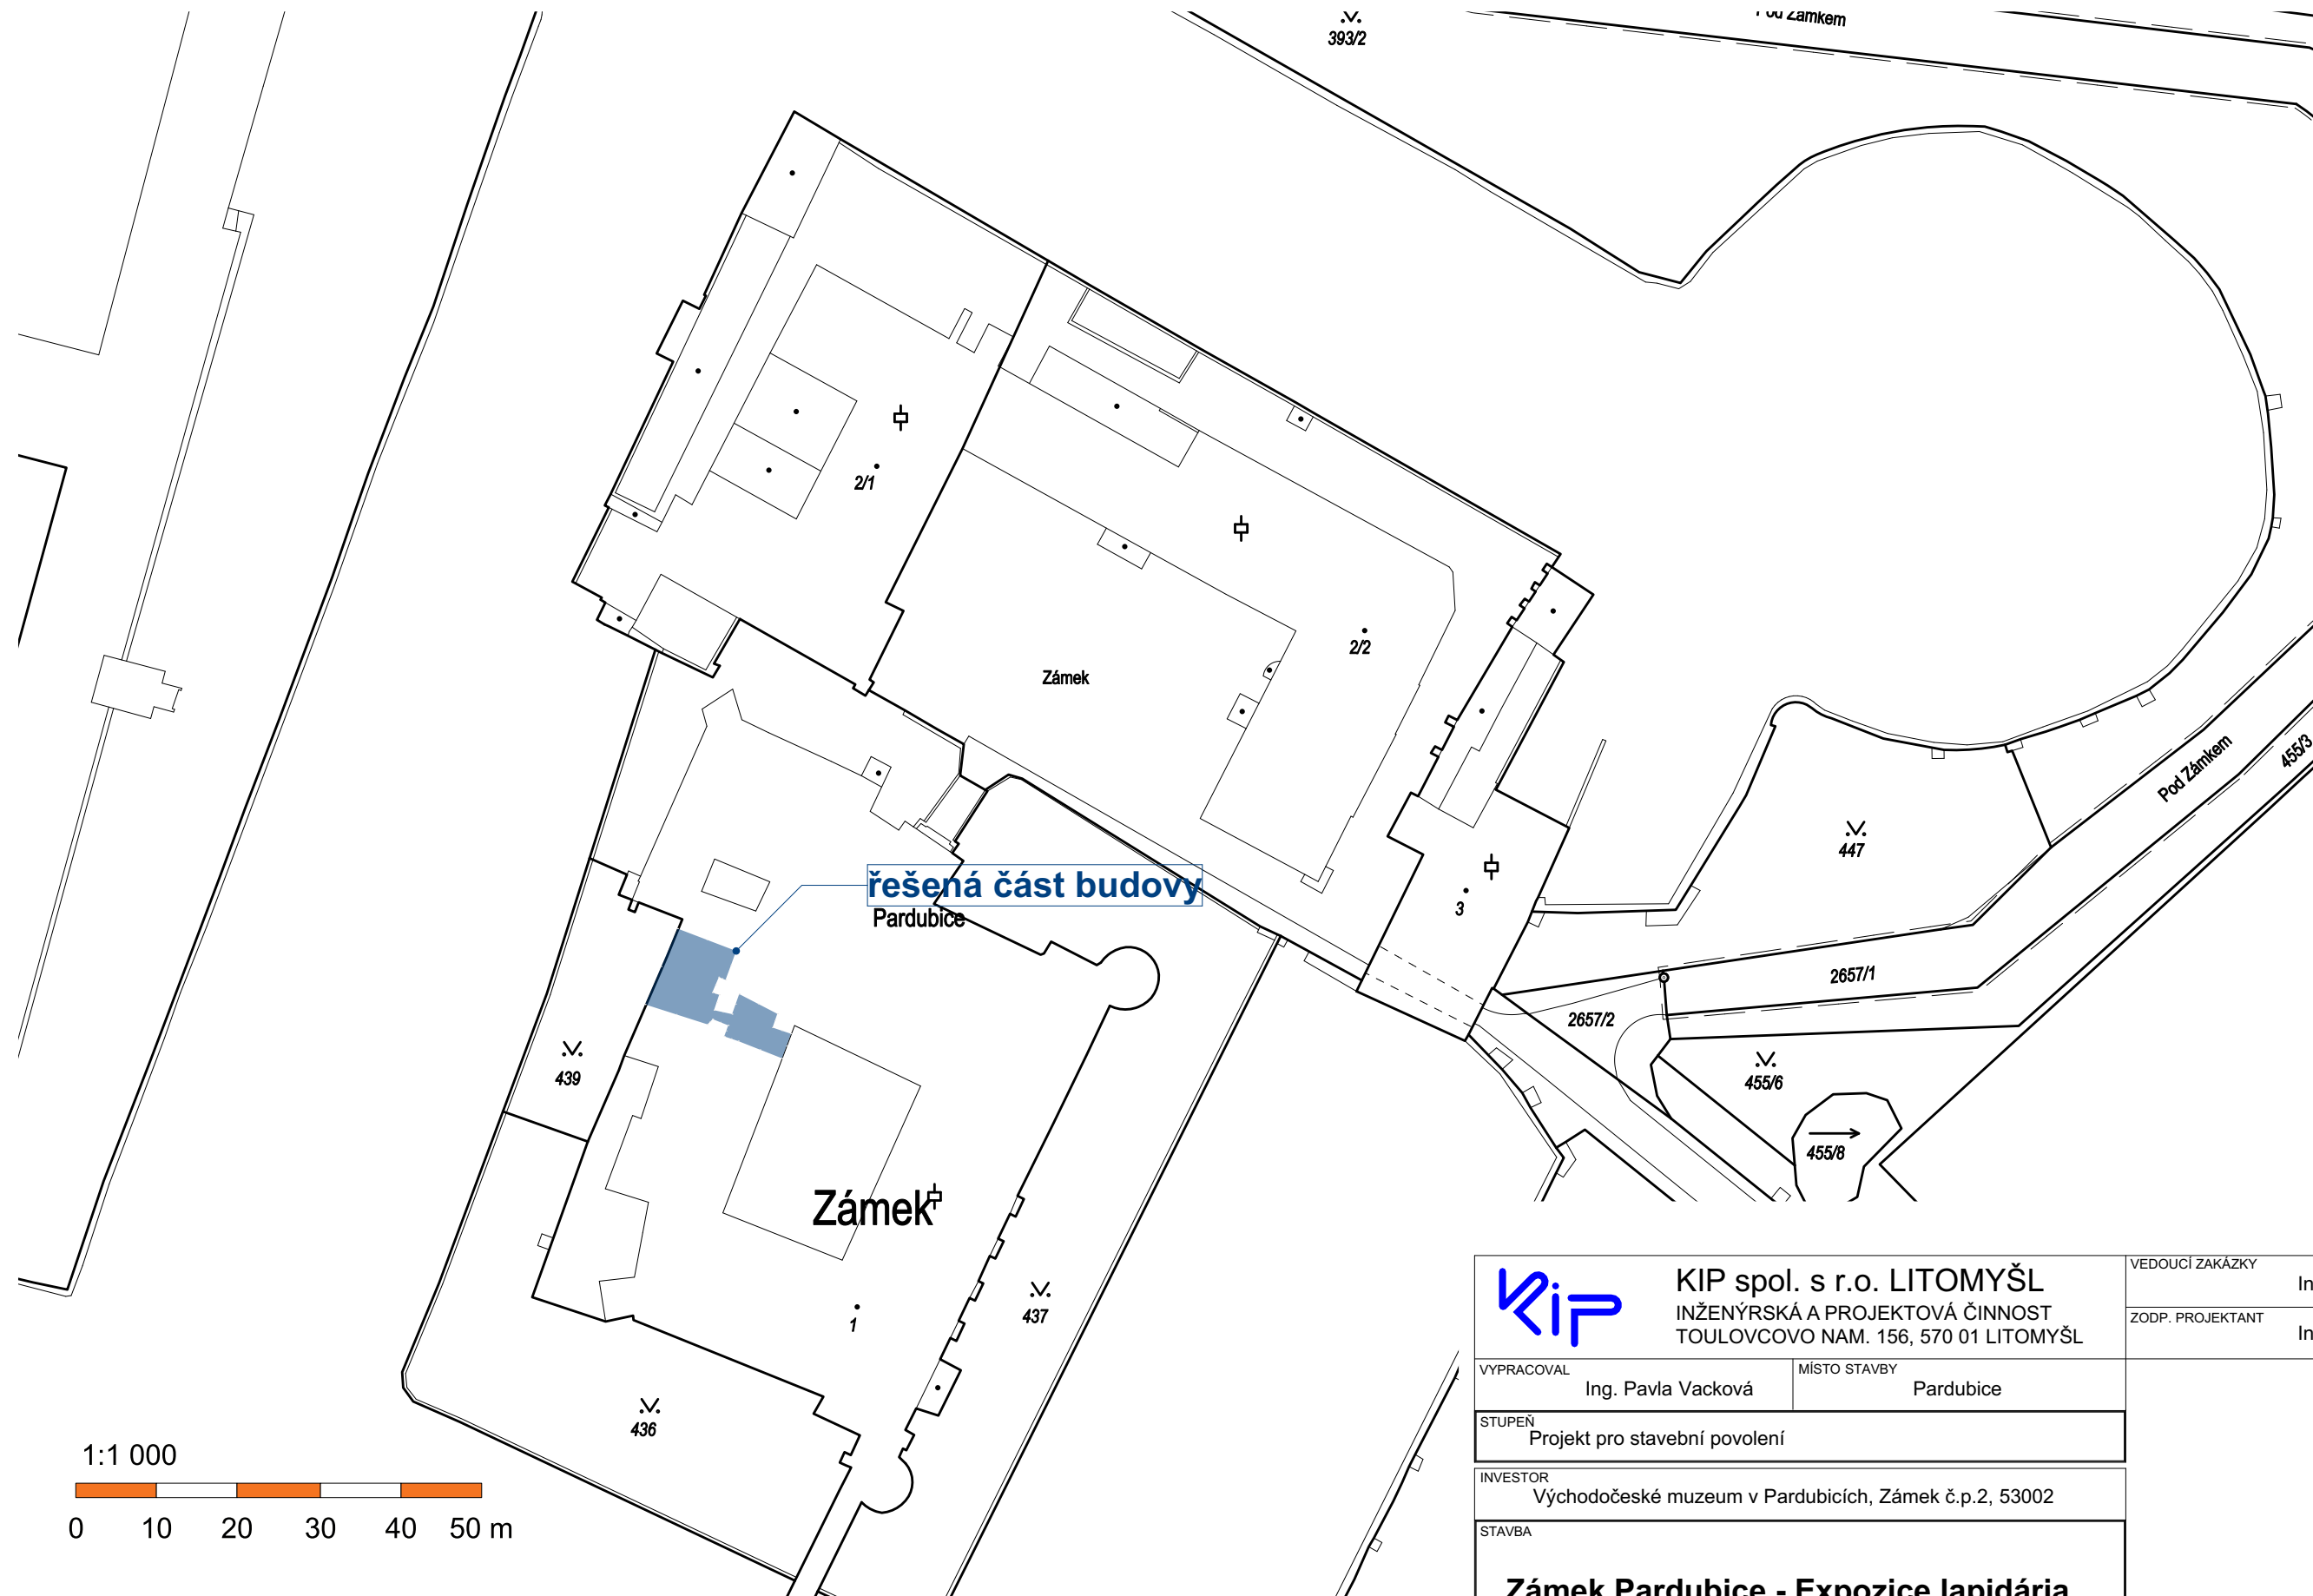 393/2
Pod Zámkem
2/1
2/2
Zámek
Pod Zámkem
455/3
447
řešená část budovy
Pardubice
3
2657/1
2657/2
439
455/6
455/8
Zámek
1
437
436
1:1 000
0 10 20 30 40 50 m
KIP
KIP spol. s r.o. LITOMYŠL
INŽENÝRSKÁ A PROJEKTOVÁ ČINNOST
TOULOVCOVO NAM. 156, 570 01 LITOMYŠL
VEDOUCÍ ZAKÁZKY
ZODP. PROJEKTANT
VYPRACOVAL
Ing. Pavla Vacková
MÍSTO STAVBY
Pardubice
STUPEŇ
Projekt pro stavební povolení
INVESTOR
Východočeské muzeum v Pardubicích, Zámek č.p.2, 53002
STAVBA
Zámek Pardubice - Expozice lapidária